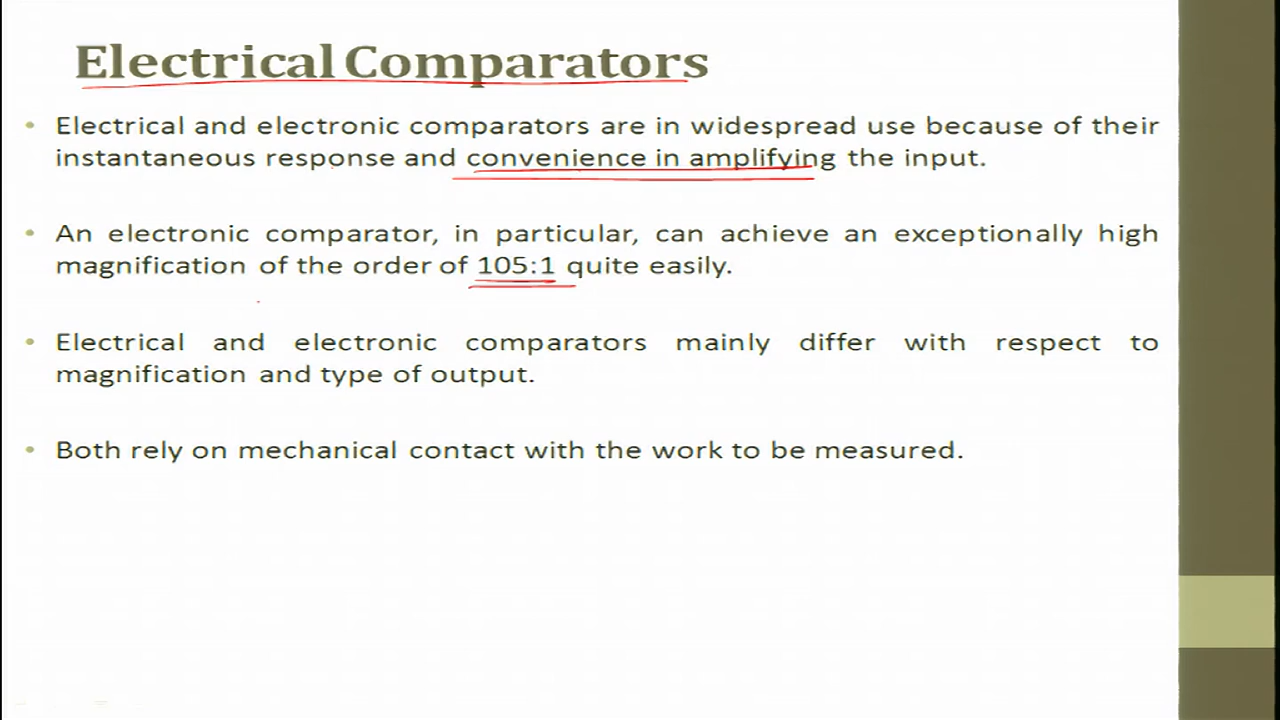 Electrical Comparators
• Electrical and electronic comparators are in widespread use because of their
instantaneous response and convenience in amplifying the input.
• An electronic comparator, in particular, can achieve an exceptionally high
magnification of the order of 105:1 quite easily.
• Electrical and electronic comparators mainly differ with respect to
magnification and type of output.
• Both rely on mechanical contact with the work to be measured.